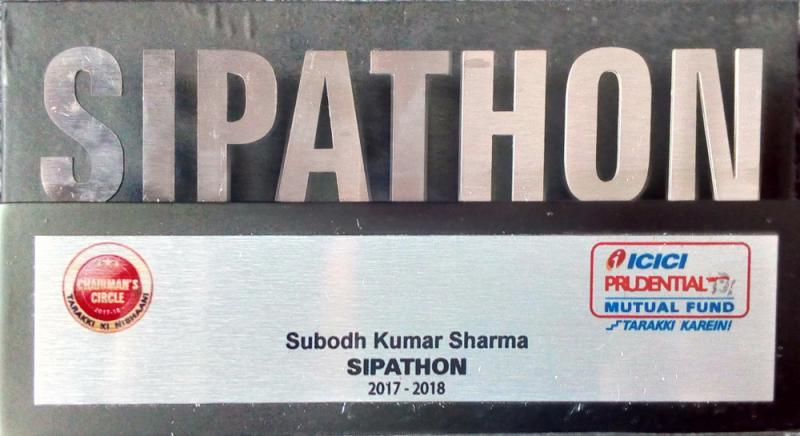 SIPATHON
CHAIRMAN'S
CIRCLE
2017-18
TARAKKI KI NISHAANI
ICICI
PRUDENTIAL
MUTUAL FUND
TARAKKI KAREIN!
Subodh Kumar Sharma
SIPATHON
2017 - 2018